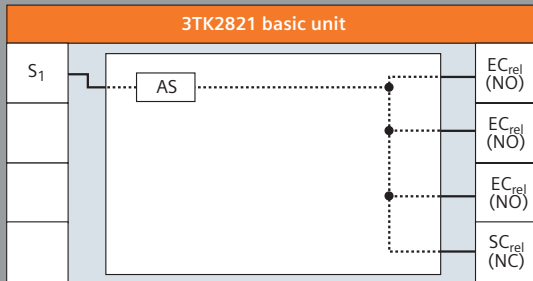 3TK2821 basic unit
S1
AS
ECrel
(NO)
ECrel
(NO)
ECrel
(NO)
SCrel
(NC)